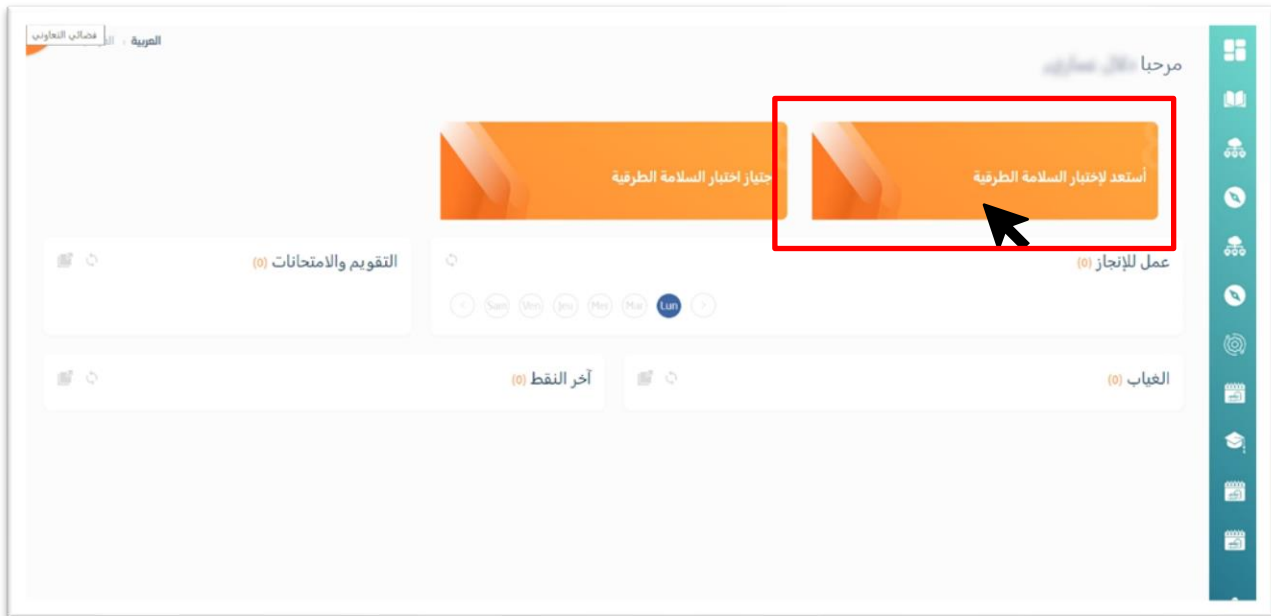 فضائي التعاوني
العربية
مرحبا
أستعد لإختبار السلامة الطرقية
جتياز اختبار السلامة الطرقية
عمل للإنجاز (0)
Lun Mar Mer Jeu Ven Sam
التقويم والامتحانات (0)
الغياب (0)
آخر النقط (0)